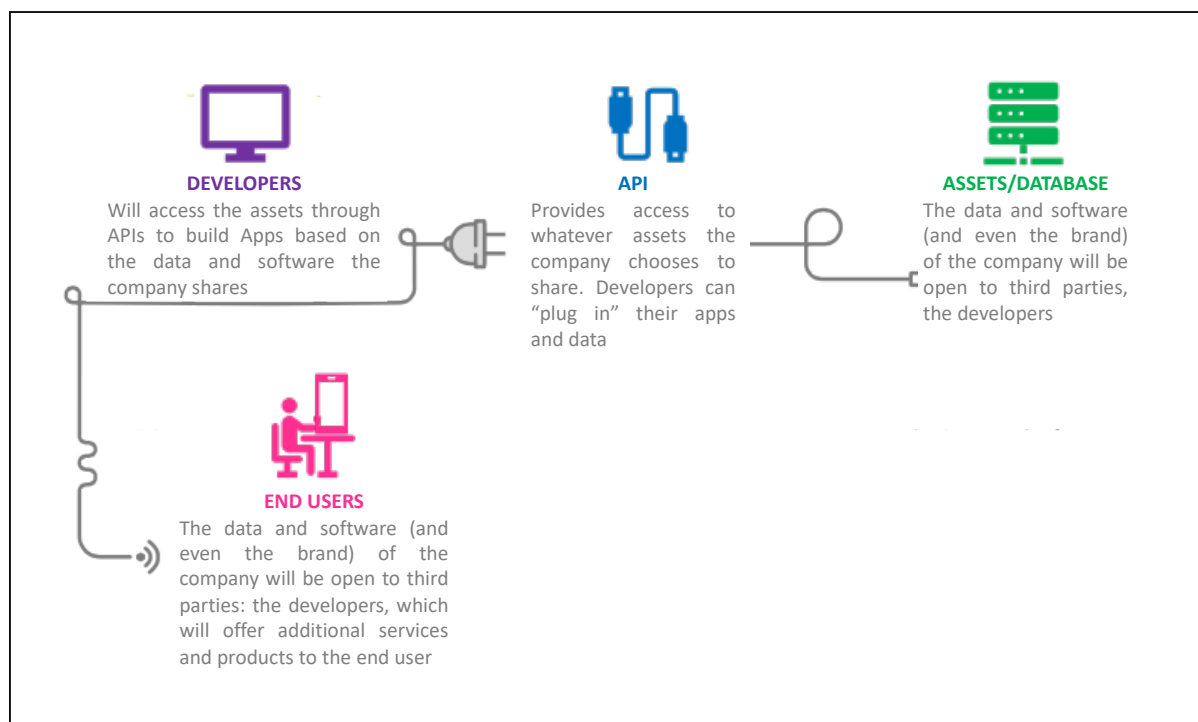 DEVELOPERS
Will access the assets through
APIs to build Apps based on
the data and software the
company shares
API
Provides access to
whatever assets the
company chooses to
share. Developers can
“plug in” their apps
and data
ASSETS/DATABASE
The data and software
(and even the brand)
of the company will be
open to third parties,
the developers
END USERS
The data and software (and
even the brand) of the
company will be open to third
parties: the developers, which
will offer additional services
and products to the end user